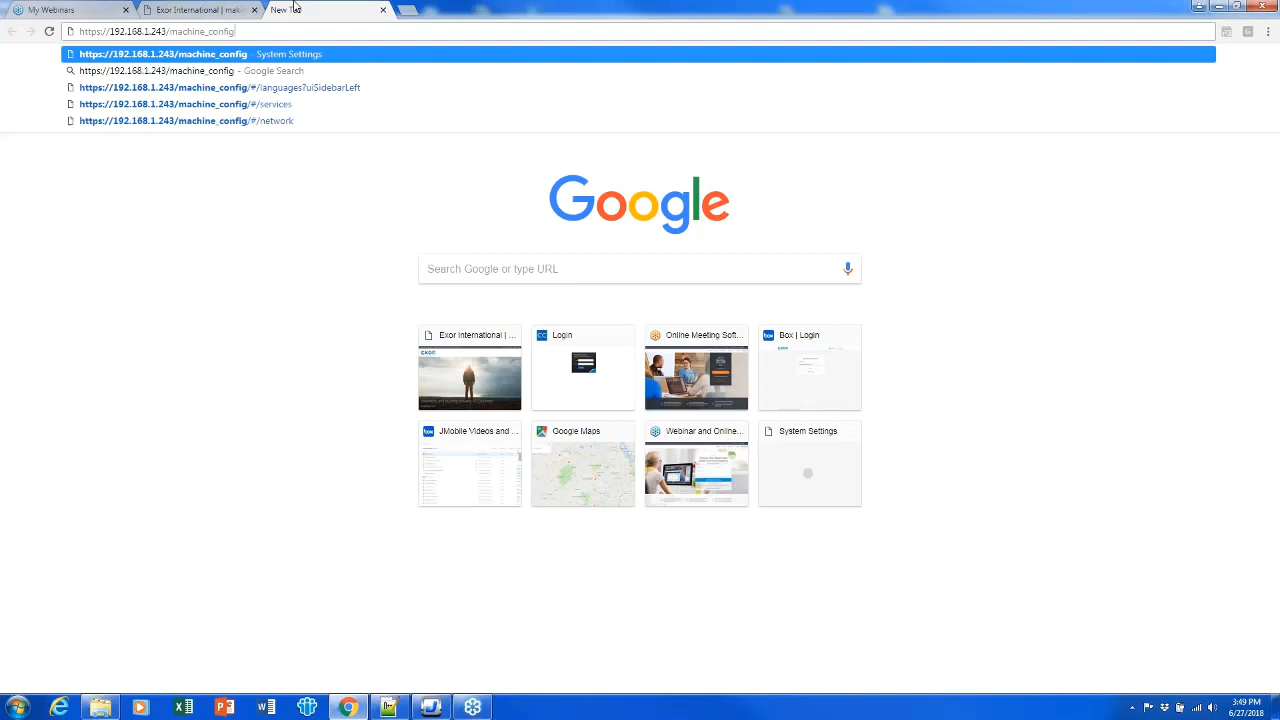 My Webinars
Exor International | make
New Tab
https://192.168.1.243/machine_config
https://192.168.1.243/machine_config - System Settings
https://192.168.1.243/machine_config - Google Search
https://192.168.1.243/machine_config/#/languages?uiSidebarLeft
https://192.168.1.243/machine_config/#/services
https://192.168.1.243/machine_config/#/network
Google
Search Google or type URL
Exor International | ...
Login
Online Meeting Soft...
Box | Login
EXOR
JMobile Videos and ...
Google Maps
Webinar and Online...
System Settings
3:49 PM
6/27/2018